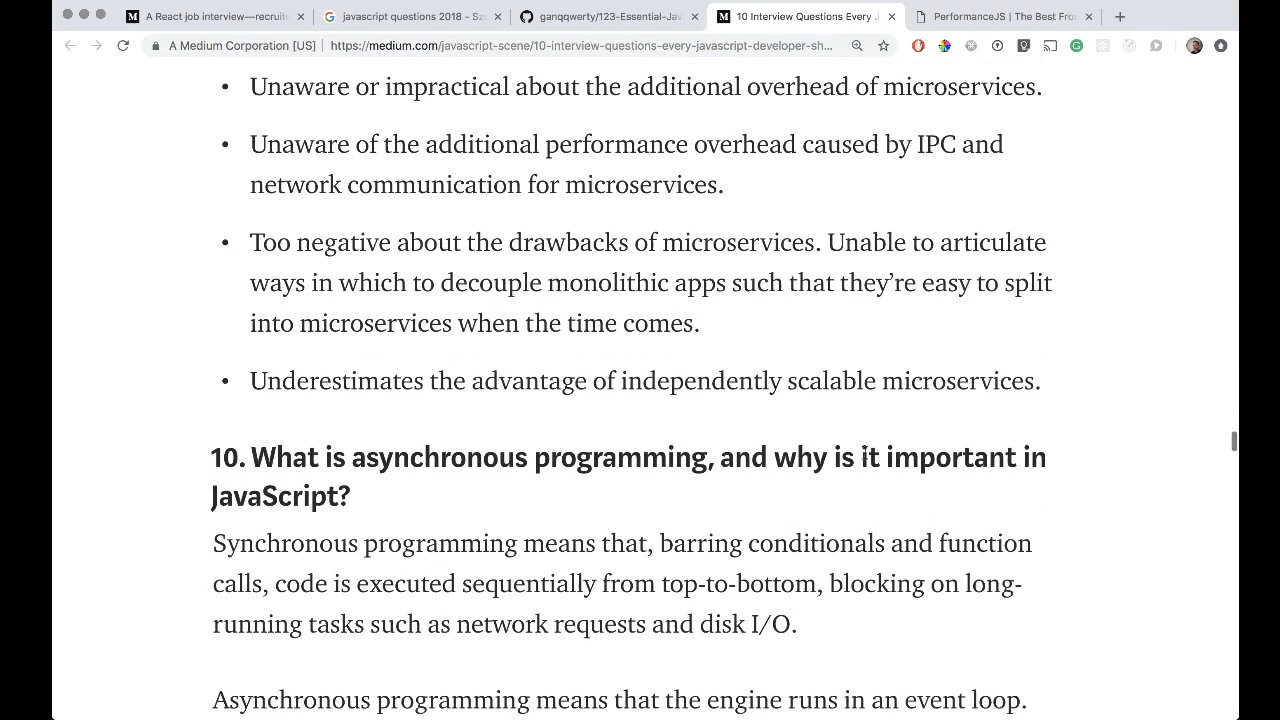 A React job interview—recruite
javascript questions 2018 - Sz
ganqqwerty/123-Essential-Jav
10 Interview Questions Every J
PerformanceJS | The Best Fror
A Medium Corporation [US]
https://medium.com/javascript-scene/10-interview-questions-every-javascript-developer-sh...
• Unaware or impractical about the additional overhead of microservices.
• Unaware of the additional performance overhead caused by IPC and
network communication for microservices.
• Too negative about the drawbacks of microservices. Unable to articulate
ways in which to decouple monolithic apps such that they’re easy to split
into microservices when the time comes.
• Underestimates the advantage of independently scalable microservices.
10. What is asynchronous programming, and why is it important in
JavaScript?
Synchronous programming means that, barring conditionals and function
calls, code is executed sequentially from top-to-bottom, blocking on long-
running tasks such as network requests and disk I/O.
Asynchronous programming means that the engine runs in an event loop.